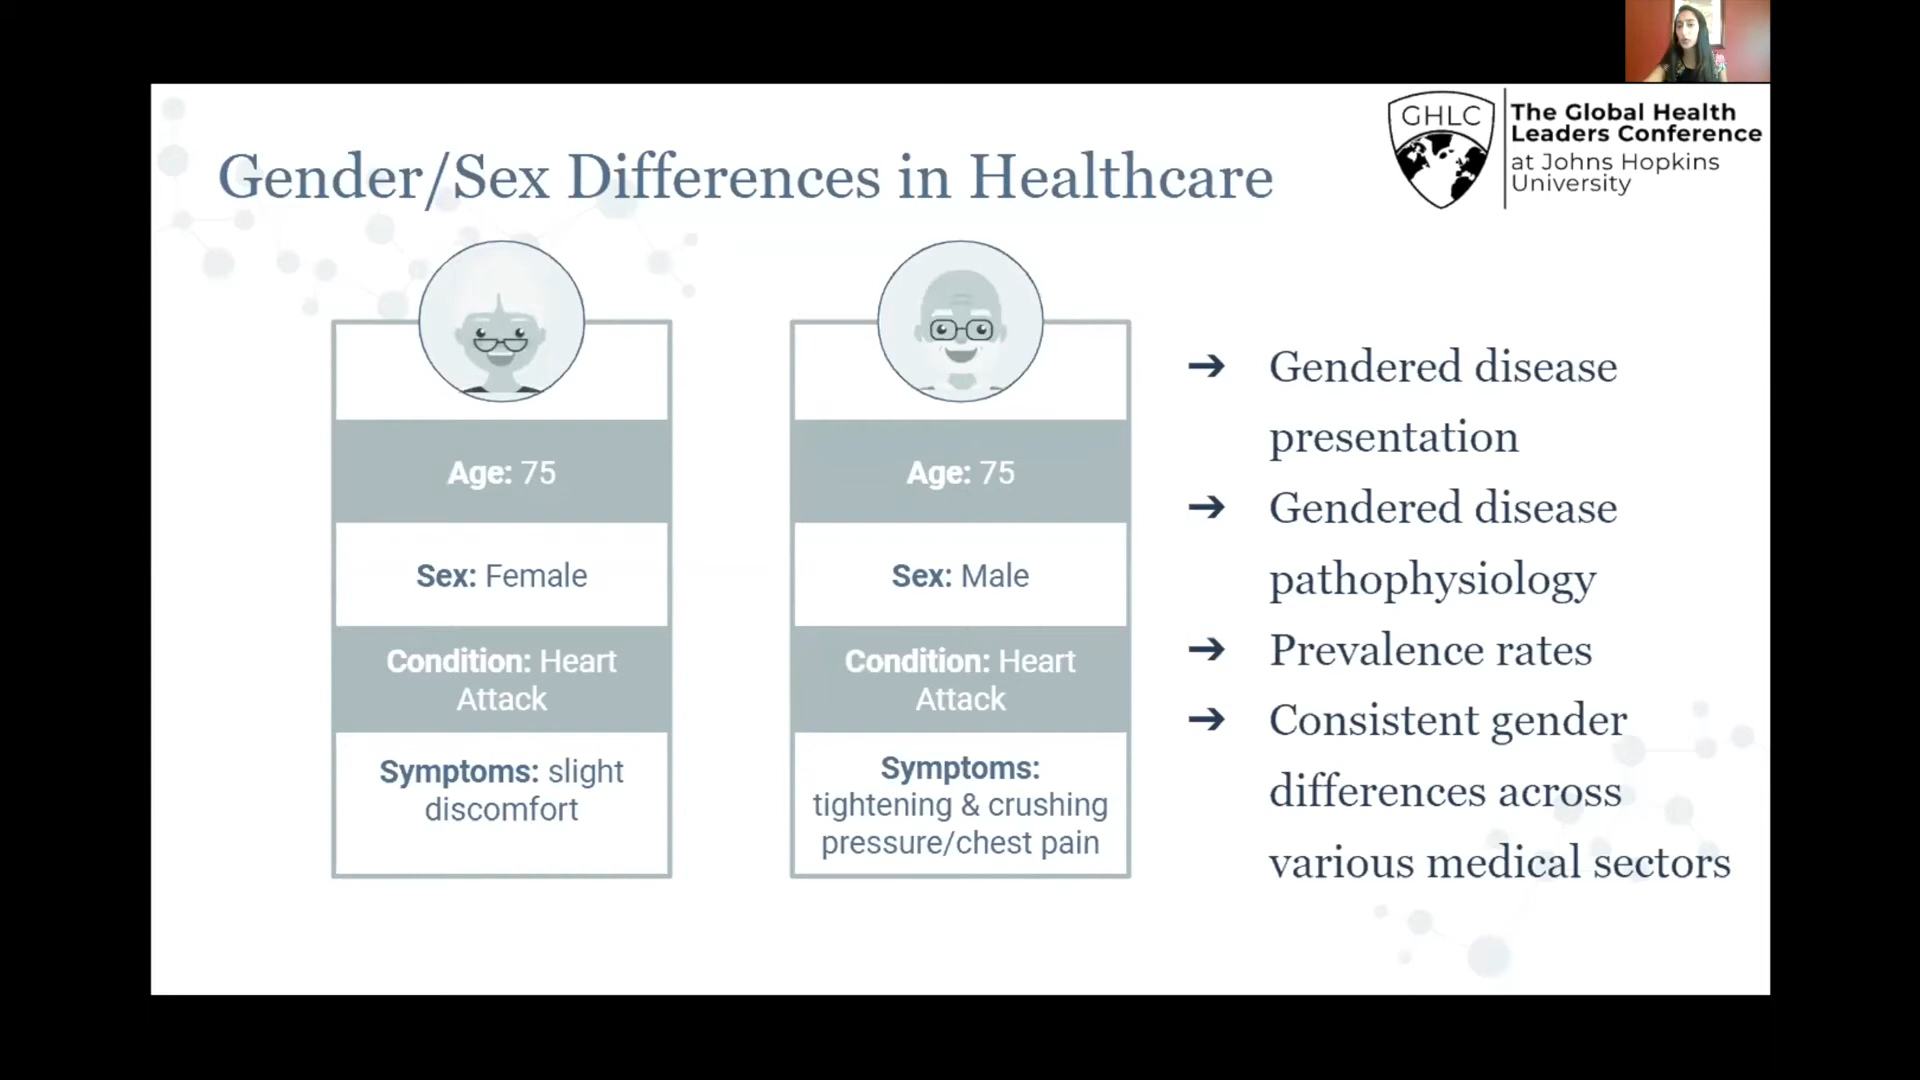 GHLC
The Global Health
Leaders Conference
at Johns Hopkins
University
Gender/Sex Differences in Healthcare
Age: 75
Sex: Female
Condition: Heart
Attack
Symptoms: slight
discomfort
Age: 75
Sex: Male
Condition: Heart
Attack
Symptoms:
tightening & crushing
pressure/chest pain
➔ Gendered disease
presentation
➔ Gendered disease
pathophysiology
➔ Prevalence rates
➔ Consistent gender
differences across
various medical sectors